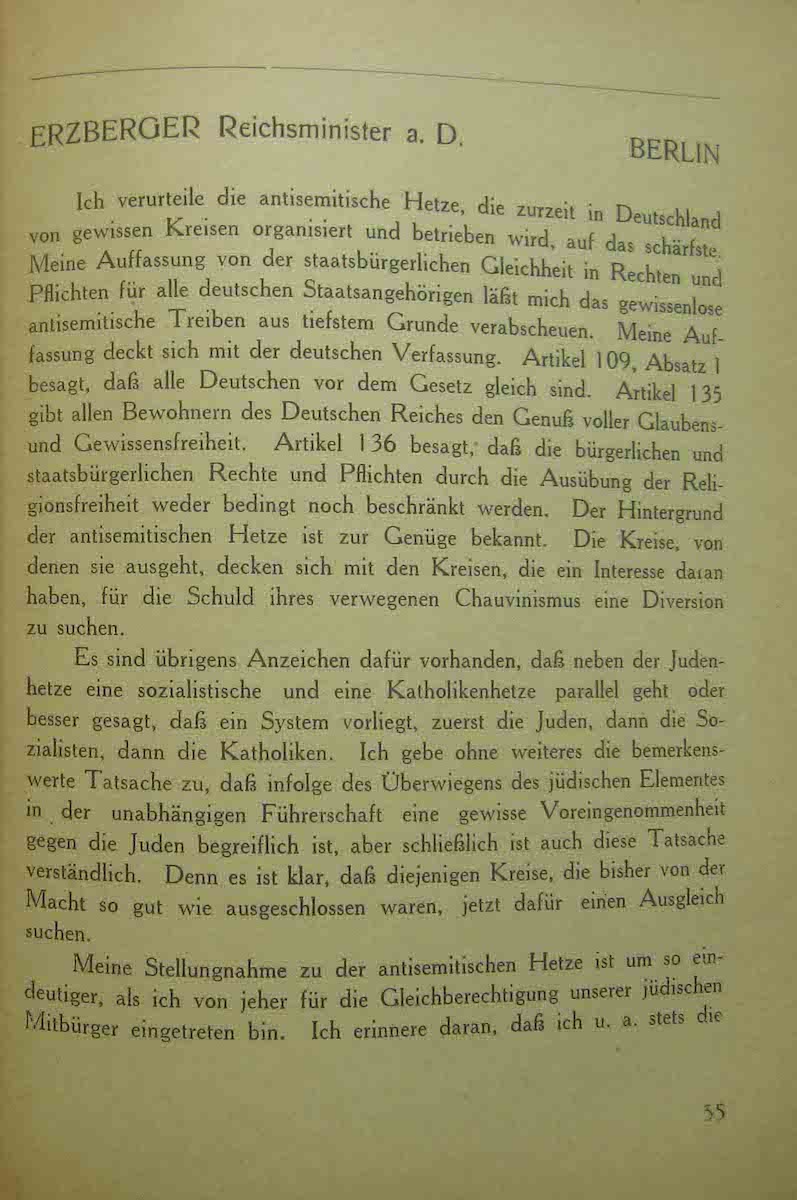 ERZBERGER Reichsminister a. D. BERLIN
Ich verurteile die antisemitische Hetze, die zurzeit in Deutschland
von gewissen Kreisen organisiert und betrieben wird, auf das schärfste.
Meine Auffassung von der staatsbürgerlichen Gleichheit in Rechten und
Pflichten für alle deutschen Staatsangehörigen läßt mich das gewissenlose
antisemitische Treiben aus tiefstem Grunde verabscheuen. Meine Auf-
fassung deckt sich mit der deutschen Verfassung. Artikel 109, Absatz 1
besagt, daß alle Deutschen vor dem Gesetz gleich sind. Artikel 135
gibt allen Bewohnern des Deutschen Reiches den Genuß voller Glaubens-
und Gewissensfreiheit. Artikel 136 besagt, daß die bürgerlichen und
staatsbürgerlichen Rechte und Pflichten durch die Ausübung der Reli-
gionsfreiheit weder bedingt noch beschränkt werden. Der Hintergrund
der antisemitischen Hetze ist zur Genüge bekannt. Die Kreise, von
denen sie ausgeht, decken sich mit den Kreisen, die ein Interesse daran
haben, für die Schuld ihres verwegenen Chauvinismus eine Diversion
zu suchen.
Es sind übrigens Anzeichen dafür vorhanden, daß neben der Juden-
hetze eine sozialistische und eine Katholikenhetze parallel geht oder
besser gesagt, daß ein System vorliegt, zuerst die Juden, dann die So-
zialisten, dann die Katholiken. Ich gebe ohne weiteres die bemerkens-
werte Tatsache zu, daß infolge des Überwiegens des jüdischen Elementes
in der unabhängigen Führerschaft eine gewisse Voreingenommenheit
gegen die Juden begreiflich ist, aber schließlich ist auch diese Tatsache
verständlich. Denn es ist klar, daß diejenigen Kreise, die bisher von der
Macht so gut wie ausgeschlossen waren, jetzt dafür einen Ausgleich
suchen.
Meine Stellungnahme zu der antisemitischen Hetze ist um so ein-
deutiger, als ich von jeher für die Gleichberechtigung unserer jüdischen
Mitbürger eingetreten bin. Ich erinnere daran, daß ich u. a. stets die
35